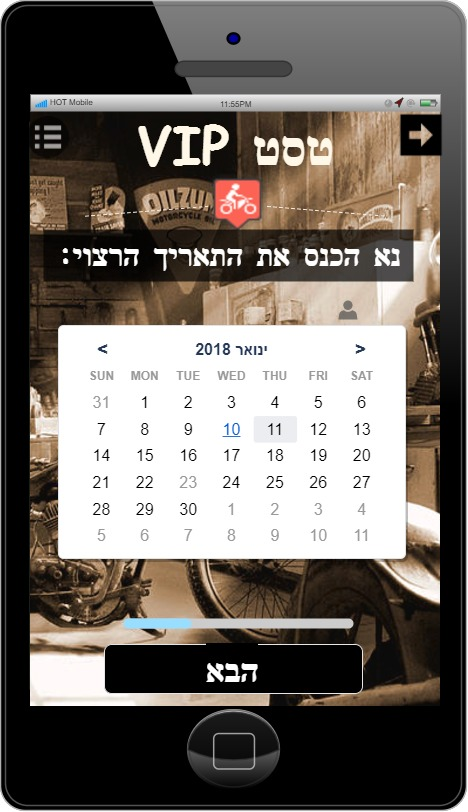 HOT Mobile 11:55PM
טסט VIP
OILZUM
MOTORCYCLE OIL
נא הכנס את התאריך הרצוי:
< ינואר 2018 >
SUN MON TUE WED THU FRI SAT
31 1 2 3 4 5 6
7 8 9 10 11 12 13
14 15 16 17 18 19 20
21 22 23 24 25 26 27
28 29 30 1 2 3 4
5 6 7 8 9 10 11
הבא